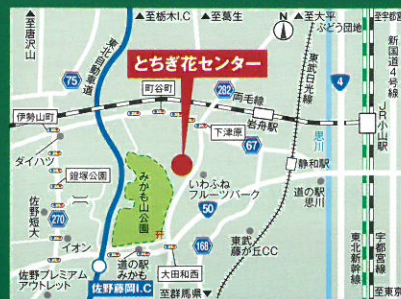 ▲至栃木I.C
▲至葛生
▲至大平
ぶどう団地
▲至宇都宮
▲至唐沢山
東北自動車道
N
とちぎ花センター
75
町谷町
282
両毛線
東武日光線
4
新国道4号線
伊勢山町
岩舟駅
下津原
67
思川
JR小山駅
ダイハツ
鐙塚公園
静和駅
みかも山公園
いわふね
フルーツパーク
道の駅
思川
佐野短大
270
50
イオン
168
東武
藤が丘CC
佐野プレミアム
アウトレット
道の駅
みかも
大田和西
佐野藤岡I.C
至群馬県▼
東北新幹線
宇都宮線
▼至東京